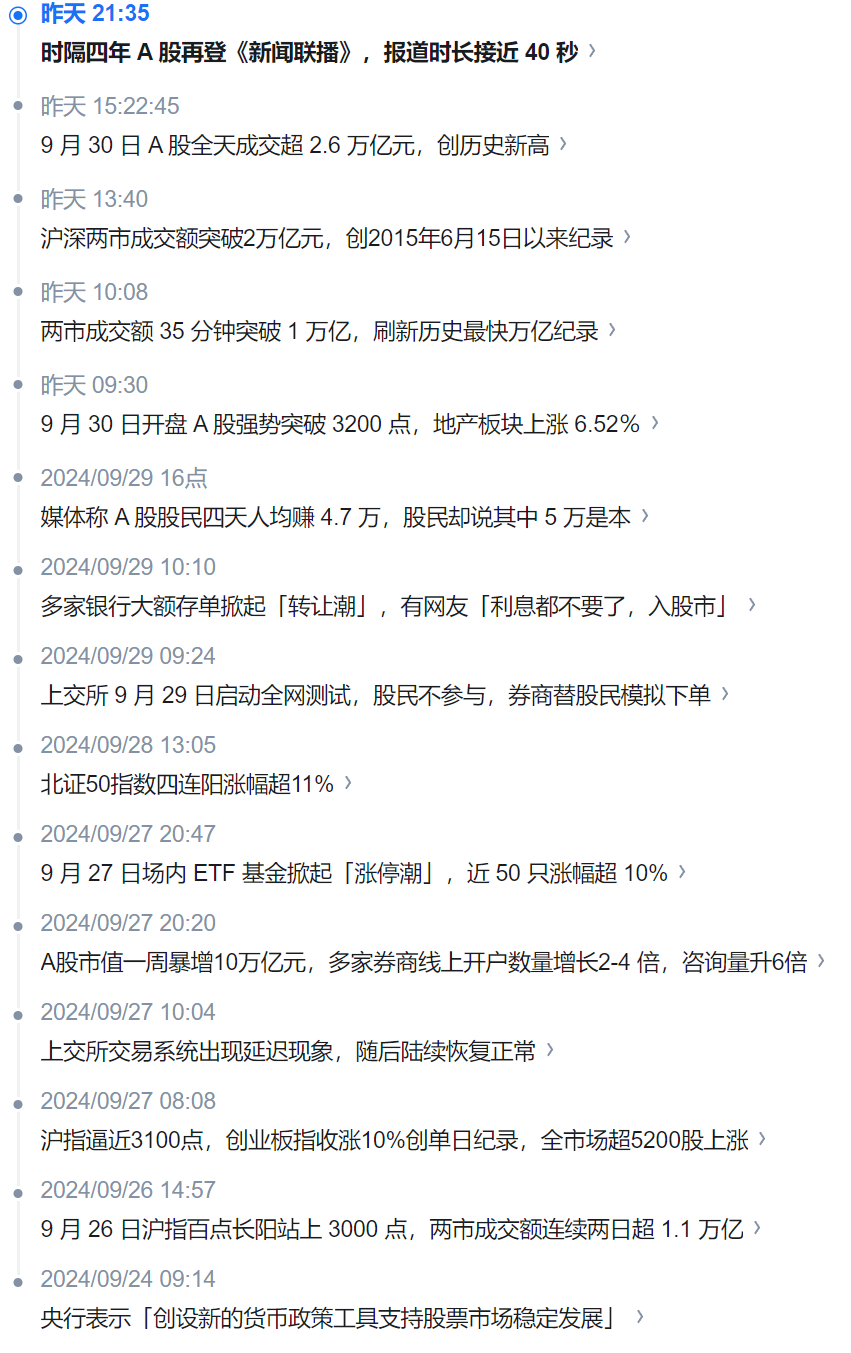 昨天 21:35
时隔四年 A 股再登《新闻联播》，报道时长接近 40 秒
昨天 15:22:45
9 月 30 日 A 股全天成交超 2.6 万亿元，创历史新高
昨天 13:40
沪深两市成交额突破2万亿元，创2015年6月15日以来纪录
昨天 10:08
两市成交额 35 分钟突破 1 万亿，刷新历史最快万亿纪录
昨天 09:30
9 月 30 日开盘 A 股强势突破 3200 点，地产板块上涨 6.52%
2024/09/29 16点
媒体称 A 股股民四天人均赚 4.7 万，股民却说其中 5 万是本
2024/09/29 10:10
多家银行大额存单掀起「转让潮」，有网友「利息都不要了，入股市」
2024/09/29 09:24
上交所 9 月 29 日启动全网测试，股民不参与，券商替股民模拟下单
2024/09/28 13:05
北证50指数四连阳涨幅超11%
2024/09/27 20:47
9 月 27 日场内 ETF 基金掀起「涨停潮」，近 50 只涨幅超 10%
2024/09/27 20:20
A股市值一周暴增10万亿元，多家券商线上开户数量增长2-4 倍，咨询量升6倍
2024/09/27 10:04
上交所交易系统出现延迟现象，随后陆续恢复正常
2024/09/27 08:08
沪指逼近3100点，创业板指收涨10%创单日纪录，全市场超5200股上涨
2024/09/26 14:57
9 月 26 日沪指百点长阳站上 3000 点，两市成交额连续两日超 1.1 万亿
2024/09/24 09:14
央行表示「创设新的货币政策工具支持股票市场稳定发展」